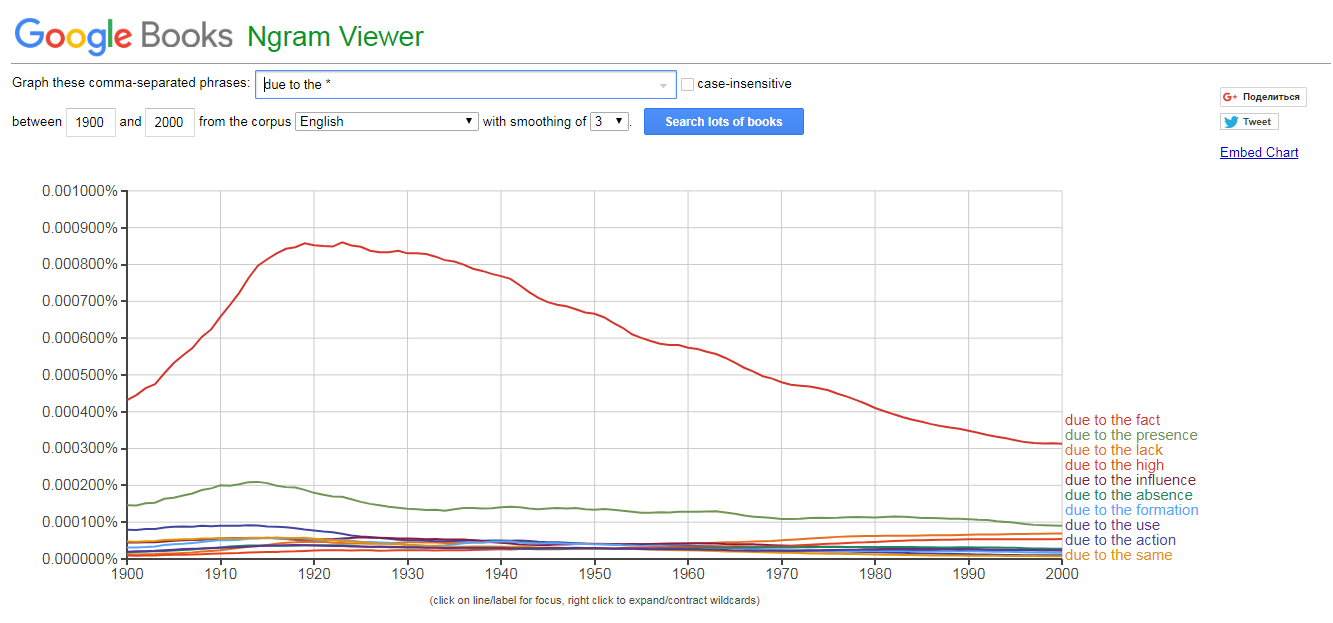 Google Books Ngram Viewer
Graph these comma-separated phrases: due to the * case-insensitive
between 1900 and 2000 from the corpus English with smoothing of 3 . Search lots of books
Поделиться
Tweet
Embed Chart
0.001000%
0.000900%
0.000800%
0.000700%
0.000600%
0.000500%
0.000400%
0.000300%
0.000200%
0.000100%
0.000000%
1900 1910 1920 1930 1940 1950 1960 1970 1980 1990 2000
due to the fact
due to the presence
due to the lack
due to the high
due to the influence
due to the absence
due to the formation
due to the use
due to the action
due to the same
(click on line/label for focus, right click to expand/contract wildcards)